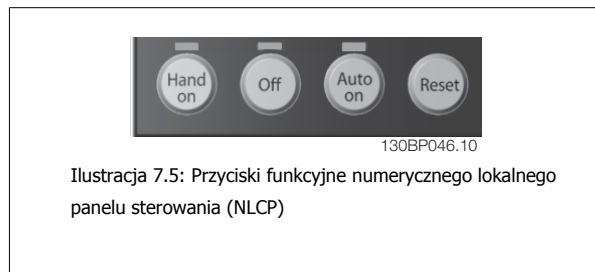 Hand on
Off
Auto on
Reset
130BP046.10
Ilustracja 7.5: Przyciski funkcyjne numerycznego lokalnego
panelu sterowania (NLCP)